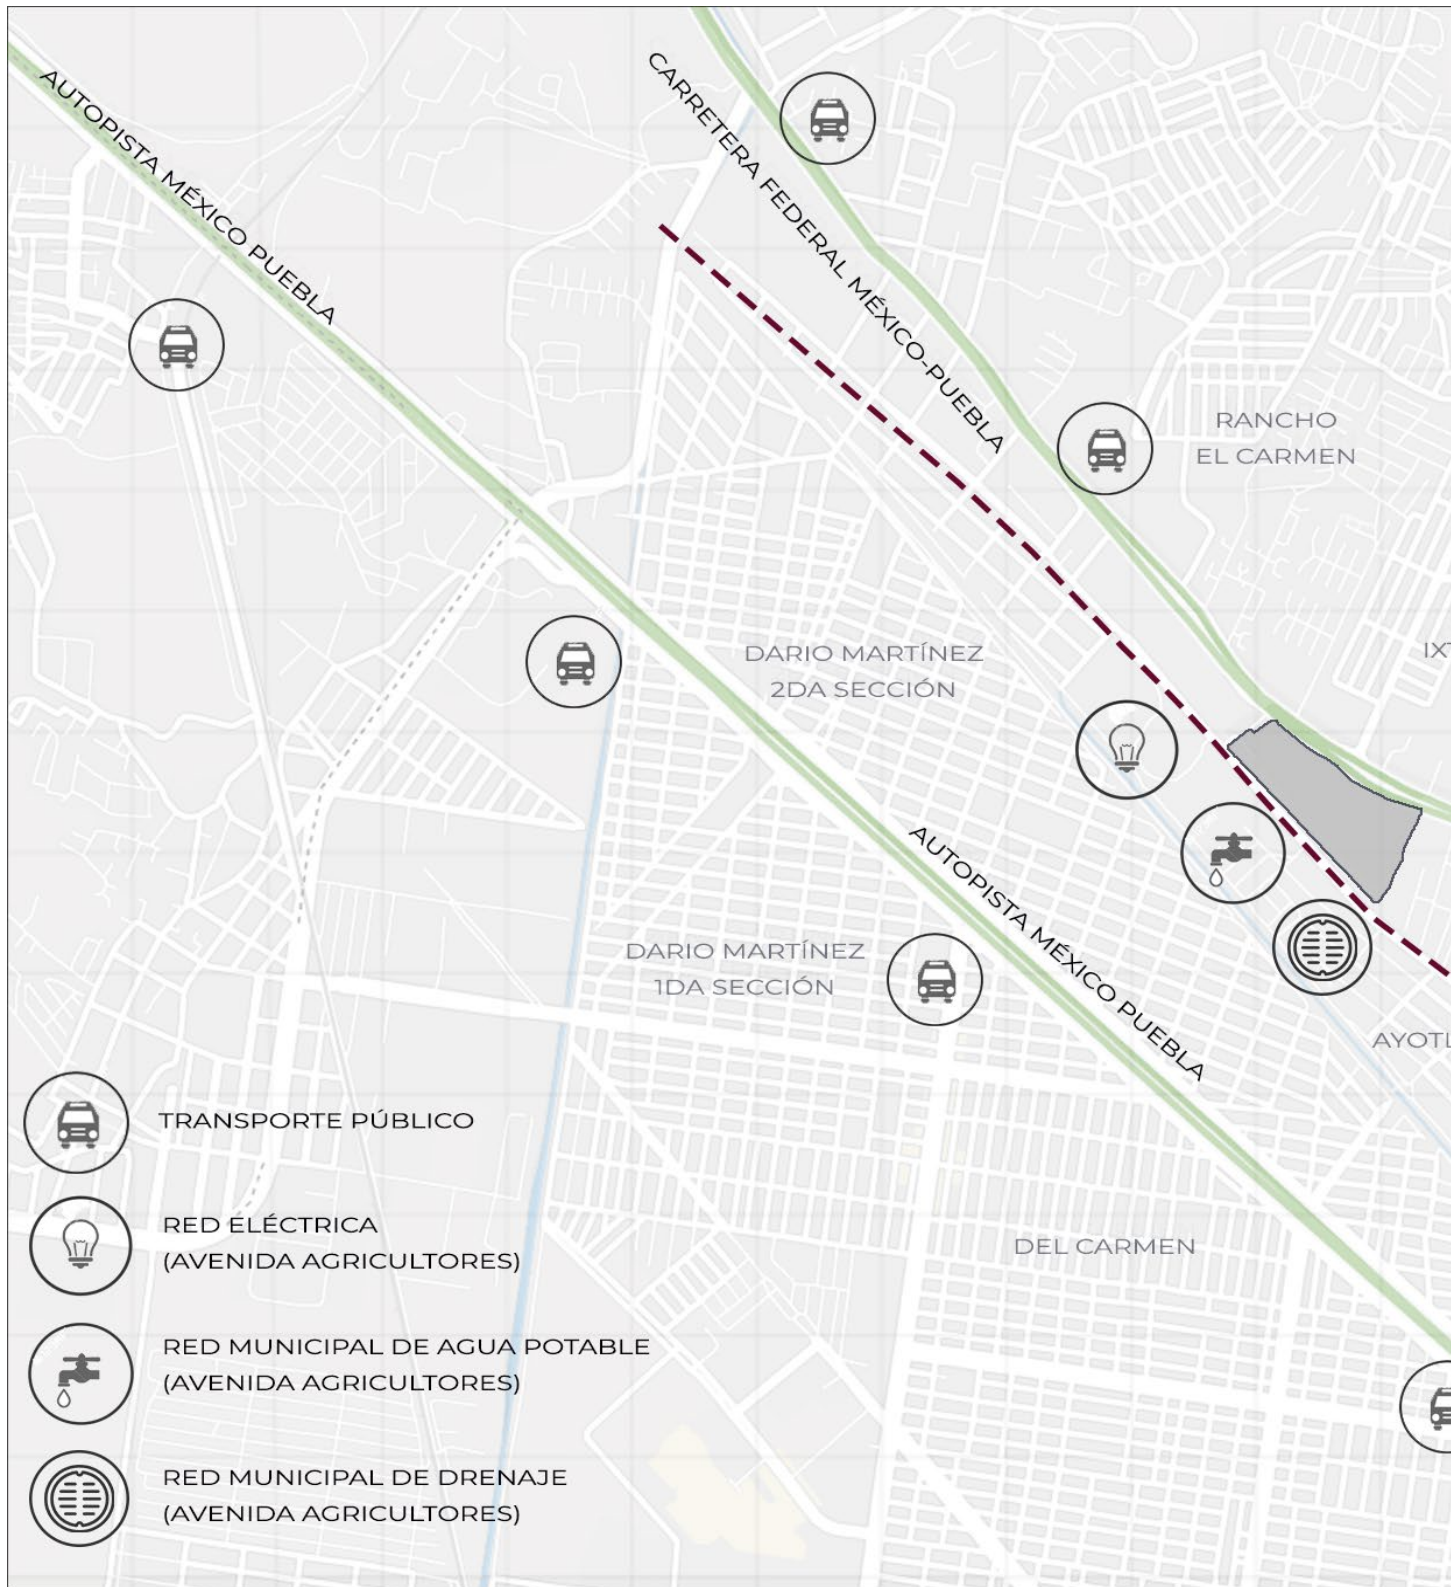 AUTOPISTA MÉXICO PUEBLA
CARRETERA FEDERAL MÉXICO-PUEBLA
RANCHO
EL CARMEN
DARIO MARTÍNEZ
2DA SECCIÓN
IXT
AUTOPISTA MÉXICO PUEBLA
DARIO MARTÍNEZ
1DA SECCIÓN
AYOTL
TRANSPORTE PÚBLICO
RED ELÉCTRICA
(AVENIDA AGRICULTORES)
DEL CARMEN
RED MUNICIPAL DE AGUA POTABLE
(AVENIDA AGRICULTORES)
RED MUNICIPAL DE DRENAJE
(AVENIDA AGRICULTORES)